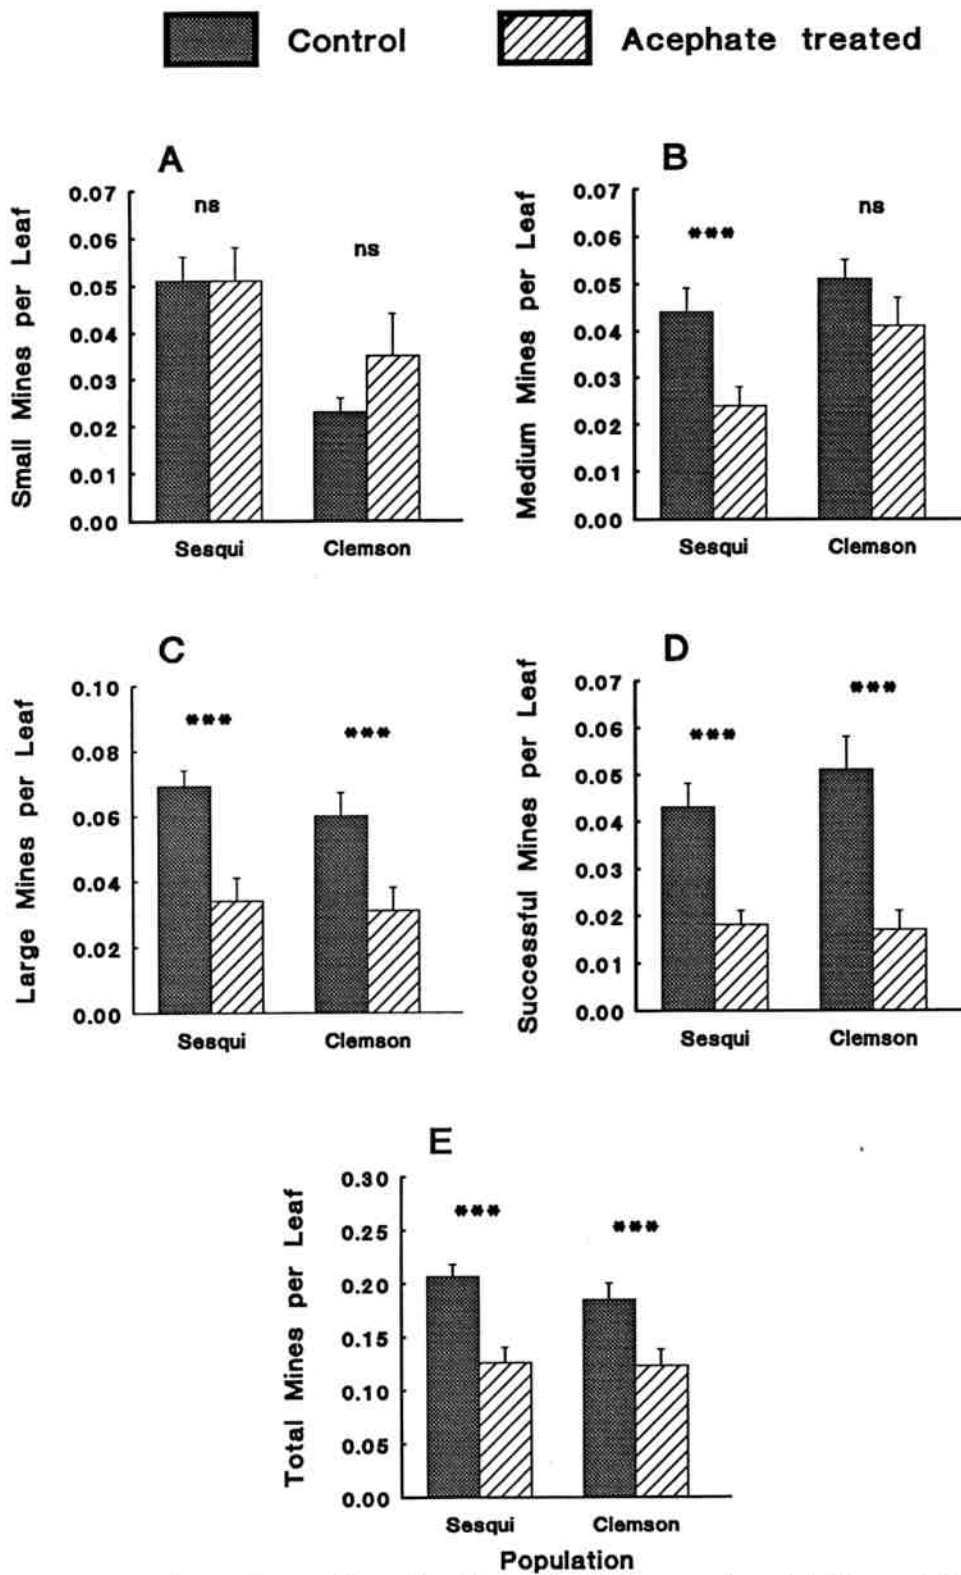 Control Acephate treated
A
Small Mines per Leaf
0.07
0.06
0.05
0.04
0.03
0.02
0.01
0.00
ns
ns
Sesqui Clemson
B
Medium Mines per Leaf
0.07
0.06
0.05
0.04
0.03
0.02
0.01
0.00
***
ns
Sesqui Clemson
C
Large Mines per Leaf
0.10
0.08
0.06
0.04
0.02
0.00
***
***
Sesqui Clemson
D
Successful Mines per Leaf
0.07
0.06
0.05
0.04
0.03
0.02
0.01
0.00
***
***
Sesqui Clemson
E
Total Mines per Leaf
0.30
0.25
0.20
0.15
0.10
0.05
0.00
***
***
Sesqui Clemson
Population